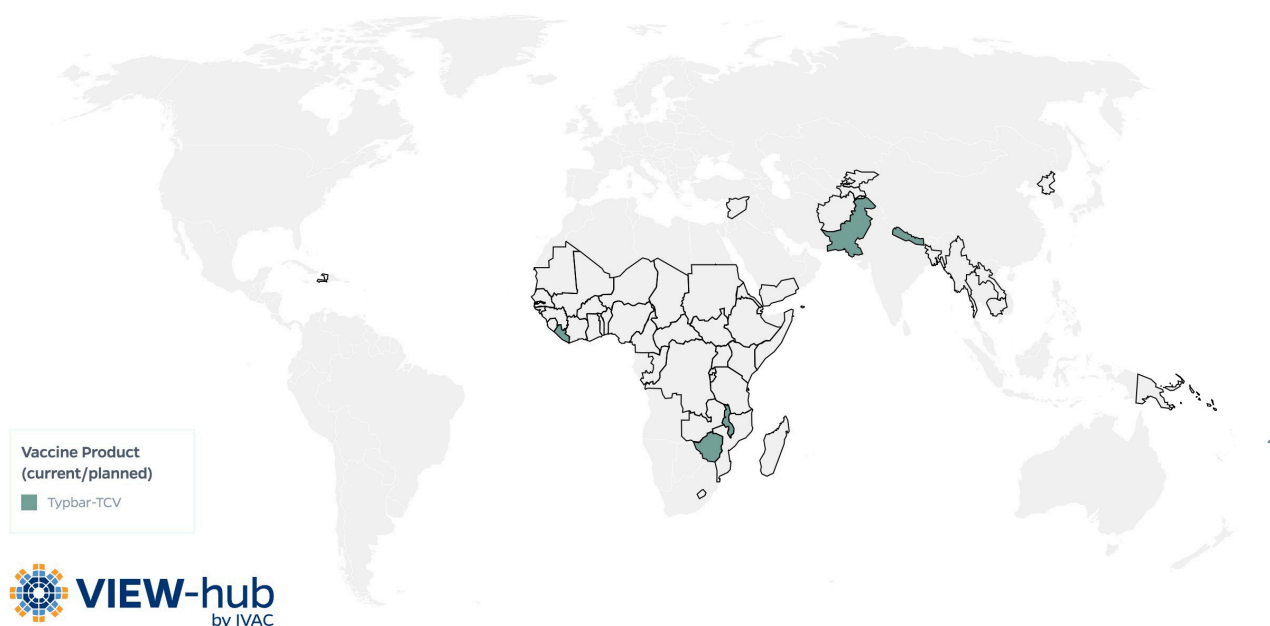 Vaccine Product
(current/planned)
Typbar-TCV
VIEW-hub
by IVAC